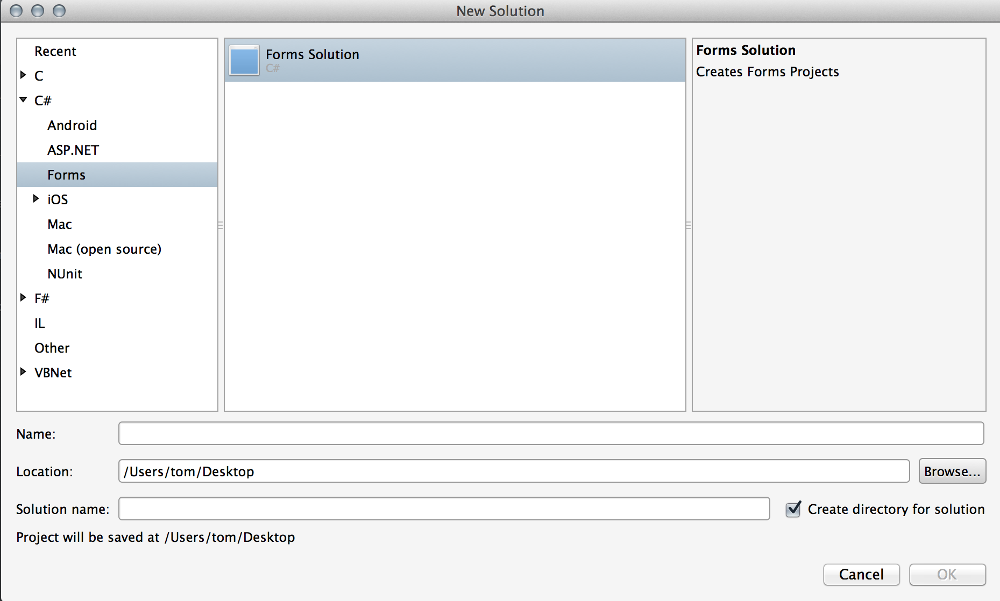 New Solution
Recent
C
C#
Android
ASP.NET
Forms
iOS
Mac
Mac (open source)
NUnit
F#
IL
Other
VBNet
Forms Solution
C#
Forms Solution
Creates Forms Projects
Name:
Location: /Users/tom/Desktop Browse...
Solution name: Create directory for solution
Project will be saved at /Users/tom/Desktop
Cancel OK